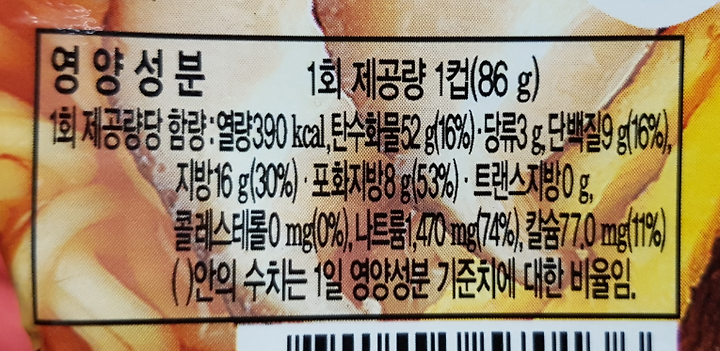 영양성분 1회 제공량 1컵(86 g)
1회 제공량당 함량:열량390 kcal,탄수화물52 g(16%)·당류3 g,단백질9 g(16%),
지방16 g(30%)·포화지방8 g(53%)·트랜스지방0 g,
콜레스테롤0 mg(0%),나트륨1,470 mg(74%),칼슘77.0 mg(11%)
( )안의 수치는 1일 영양성분 기준치에 대한 비율임.